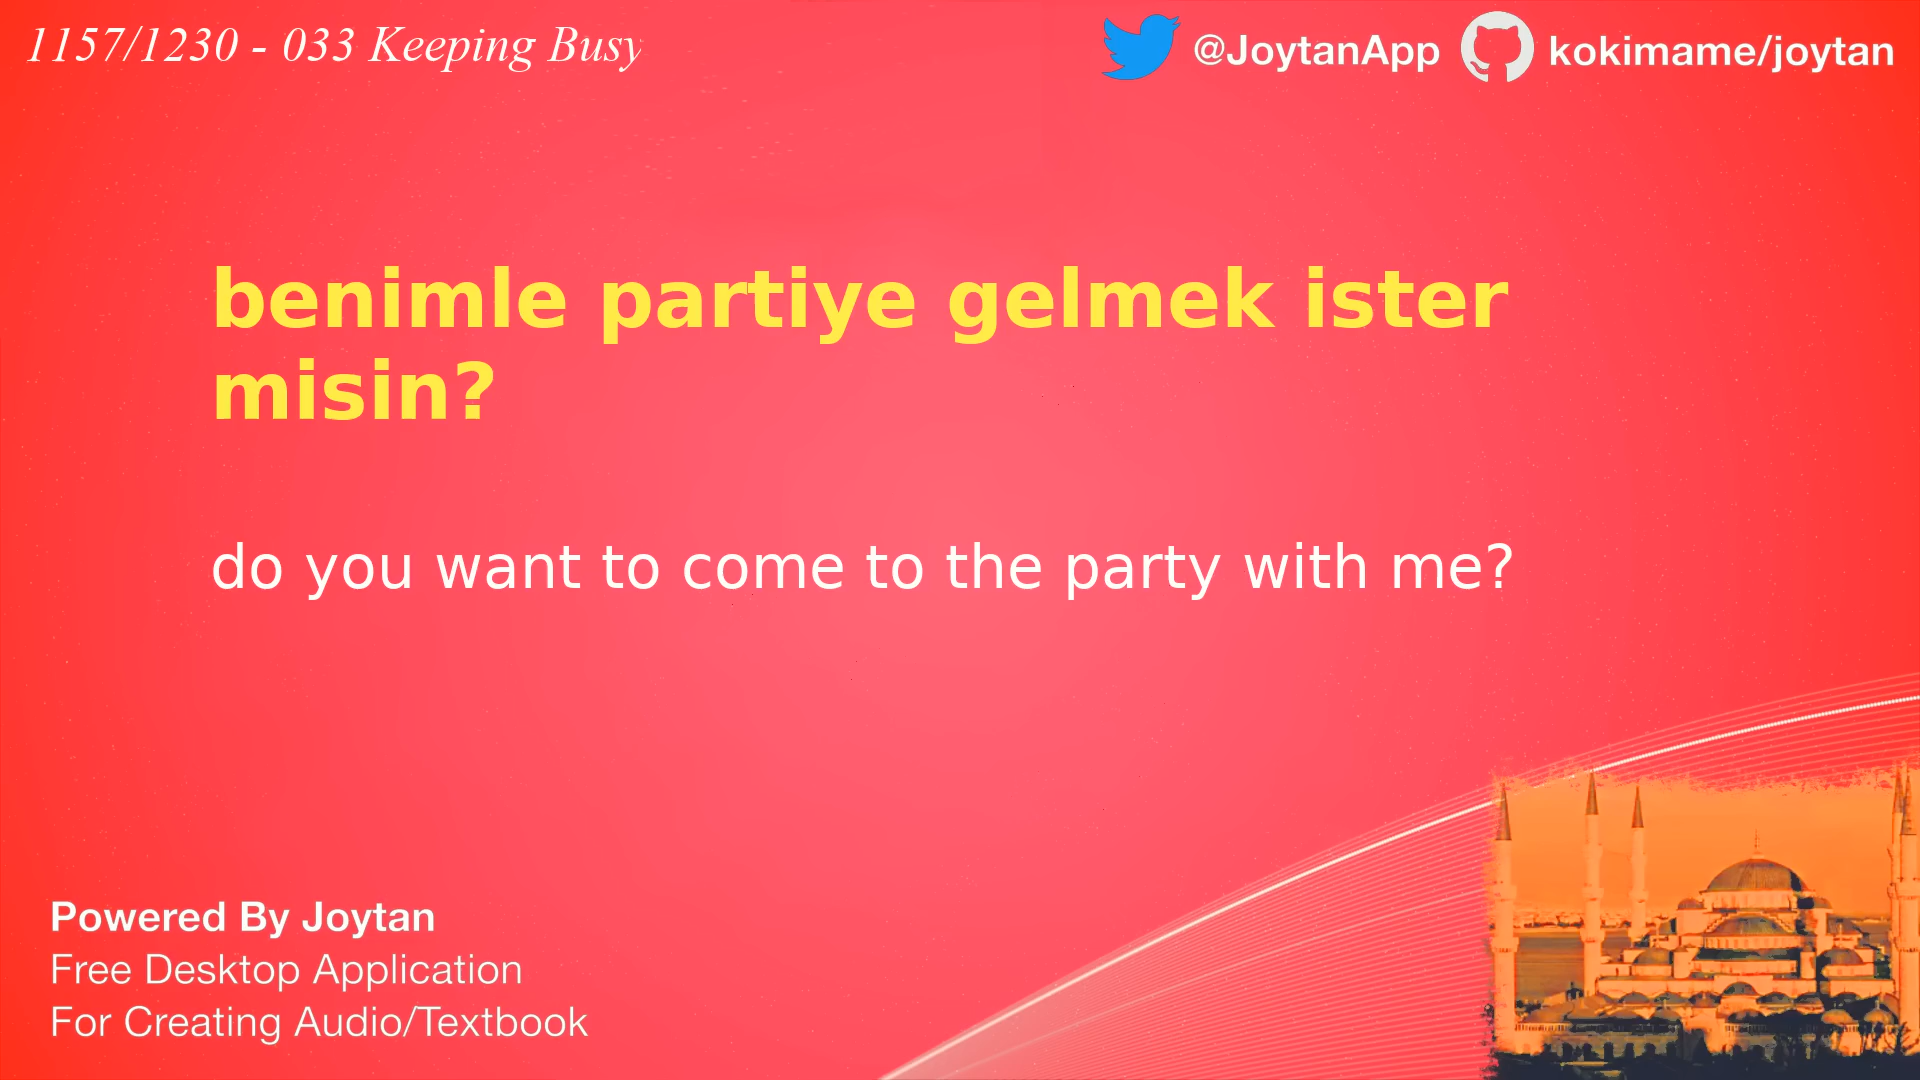 1157/1230 - 033 Keeping Busy
@JoytanApp
kokimame/joytan
benimle partiye gelmek ister
misin?
do you want to come to the party with me?
Powered By Joytan
Free Desktop Application
For Creating Audio/Textbook